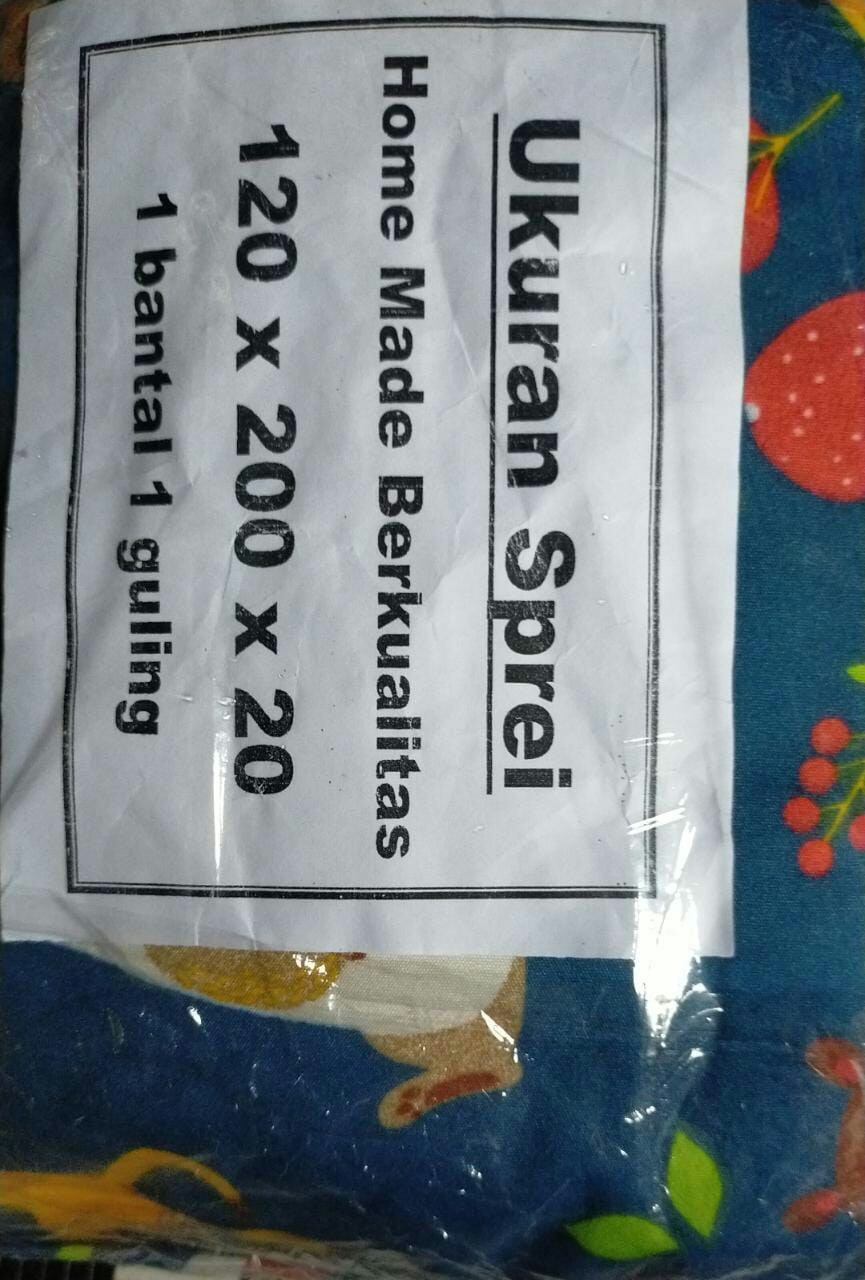 Ukuran Sprei
Home Made Berkualitas
120 x 200 x 20
1 bantal 1 guling